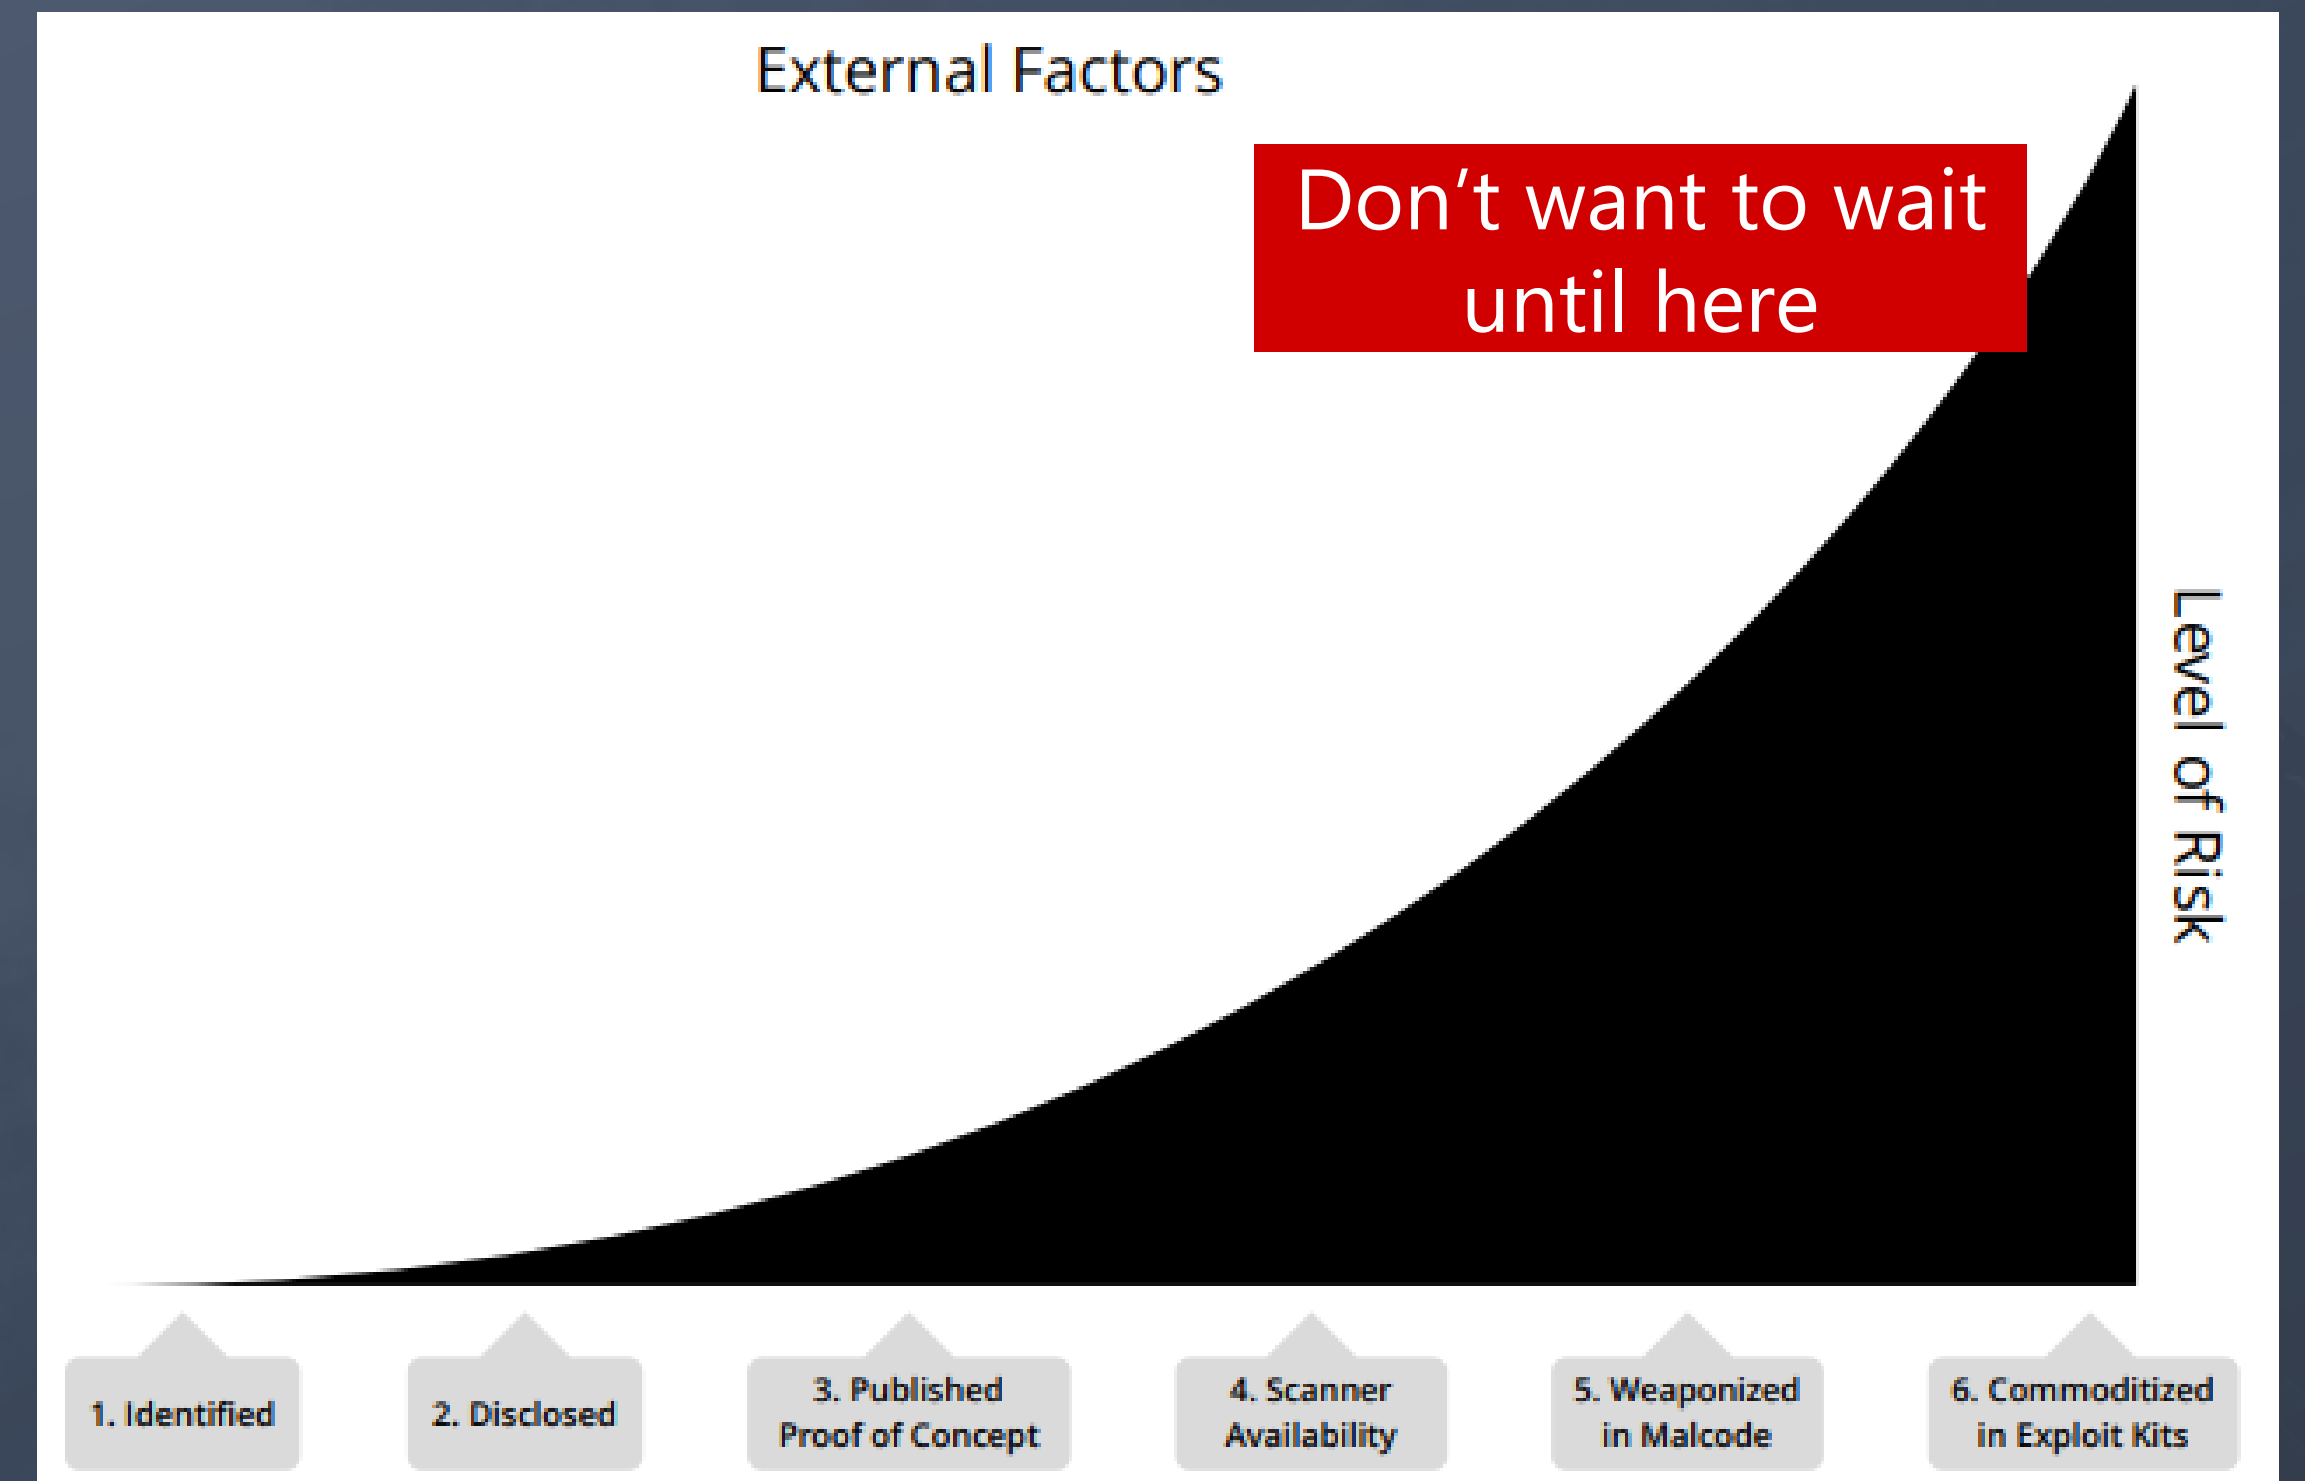 External Factors
Don’t want to wait
until here
Level of Risk
1. Identified
2. Disclosed
3. Published
Proof of Concept
4. Scanner
Availability
5. Weaponized
in Malcode
6. Commoditized
in Exploit Kits